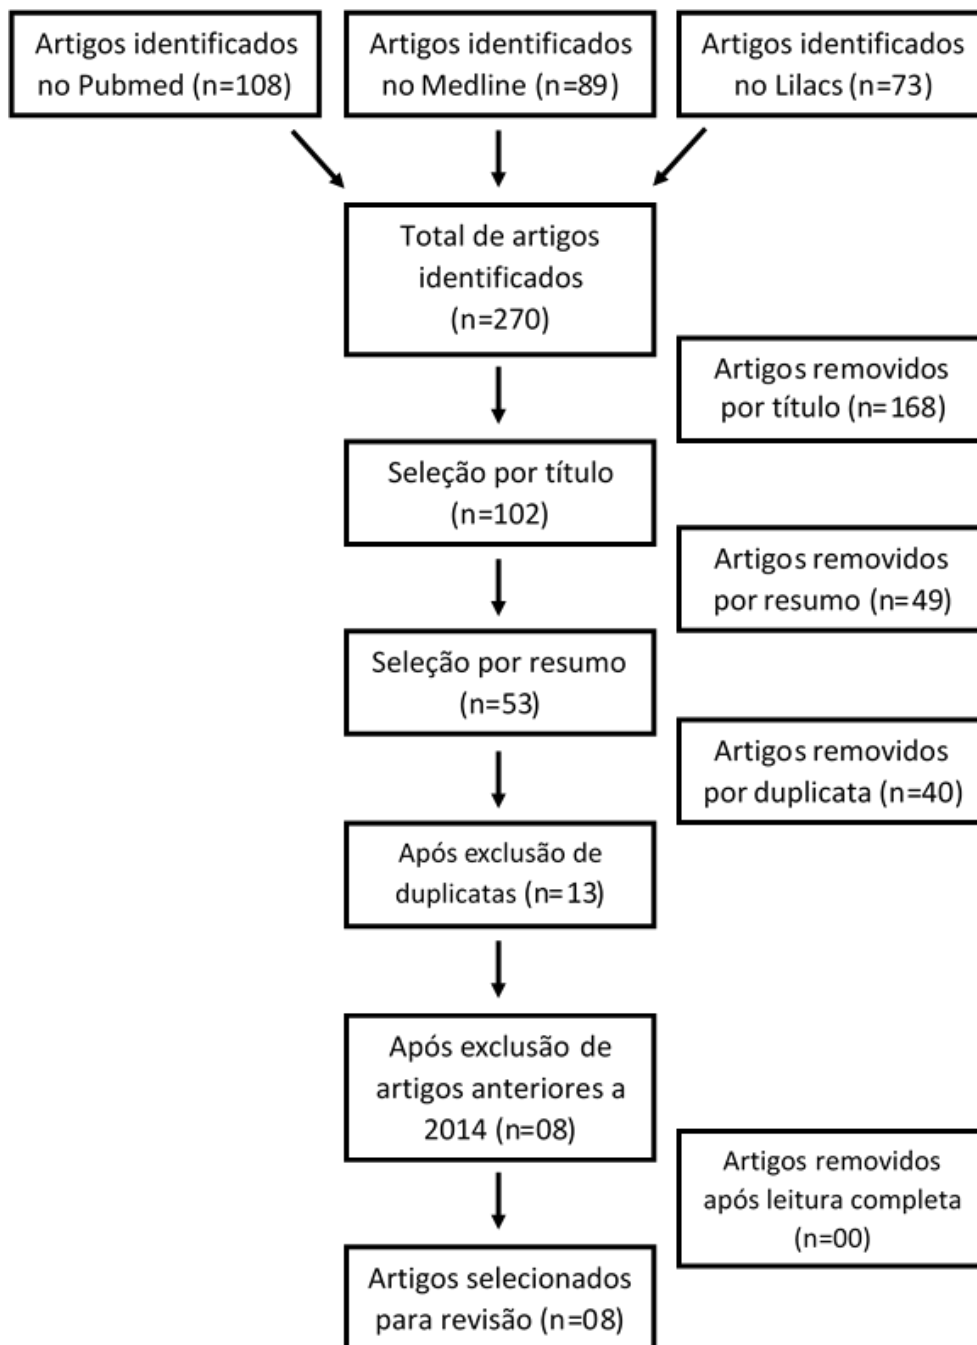 Artigos identificados
no Pubmed (n=108)
Artigos identificados
no Medline (n=89)
Artigos identificados
no Lilacs (n=73)
Total de artigos
identificados
(n=270)
Artigos removidos
por título (n=168)
Seleção por título
(n=102)
Artigos removidos
por resumo (n=49)
Seleção por resumo
(n=53)
Artigos removidos
por duplicata (n=40)
Após exclusão de
duplicatas (n=13)
Após exclusão de
artigos anteriores a
2014 (n=08)
Artigos removidos
após leitura completa
(n=00)
Artigos selecionados
para revisão (n=08)